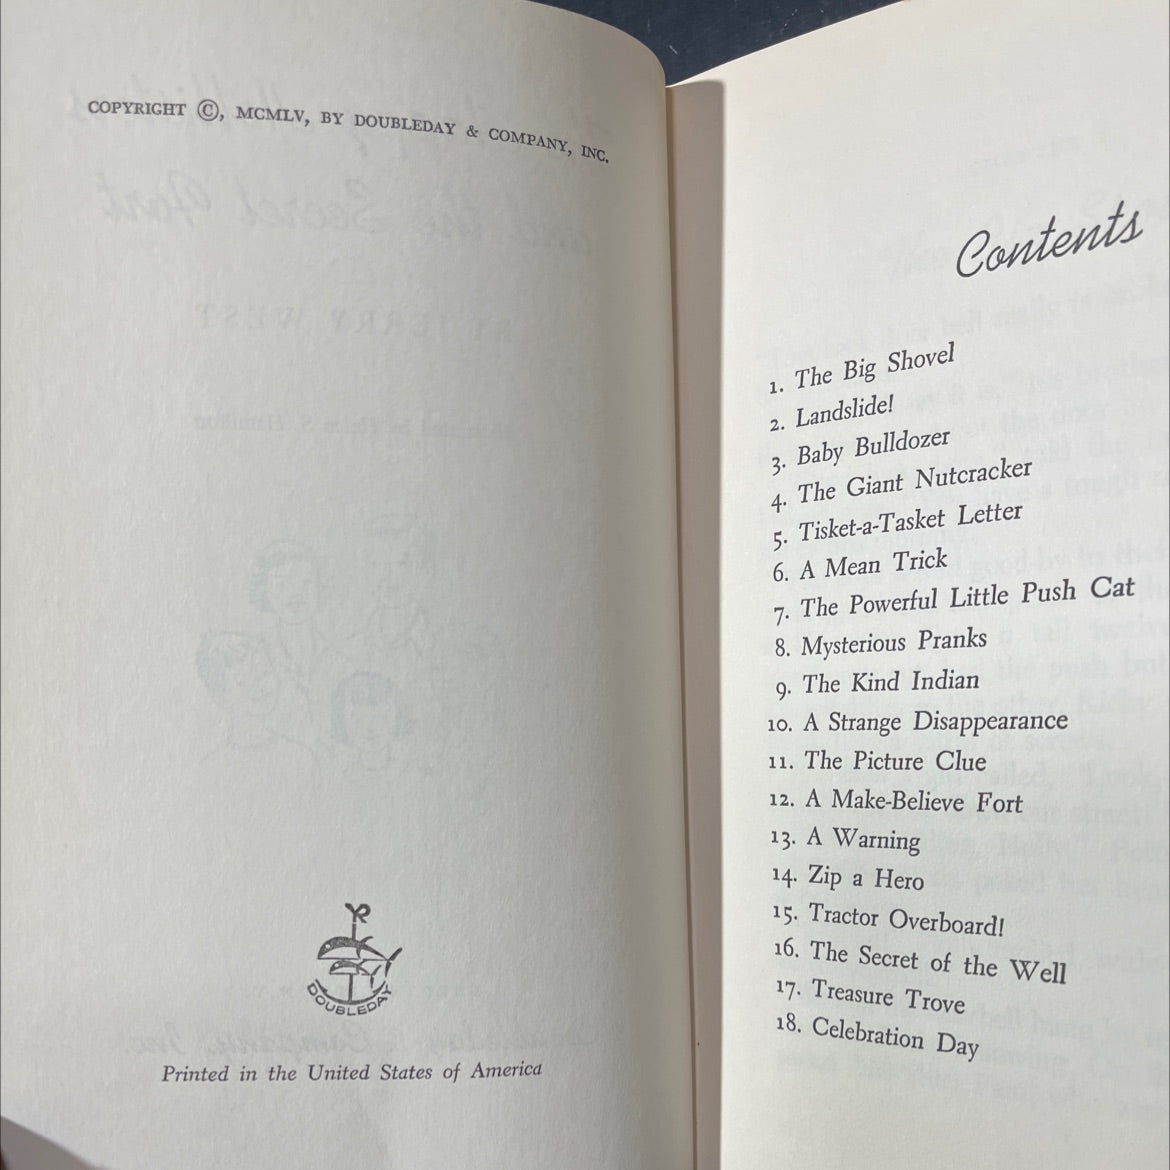 COPYRIGHT ©, MCMLV, BY DOUBLEDAY & COMPANY, INC.
DOUBLEDAY
Printed in the United States of America
Contents
1. The Big Shovel
2. Landslide!
3. Baby Bulldozer
4. The Giant Nutcracker
5. Tisket-a-Tasket Letter
6. A Mean Trick
7. The Powerful Little Push Cat
8. Mysterious Pranks
9. The Kind Indian
10. A Strange Disappearance
11. The Picture Clue
12. A Make-Believe Fort
13. A Warning
14. Zip a Hero
15. Tractor Overboard!
16. The Secret of the Well
17. Treasure Trove
18. Celebration Day